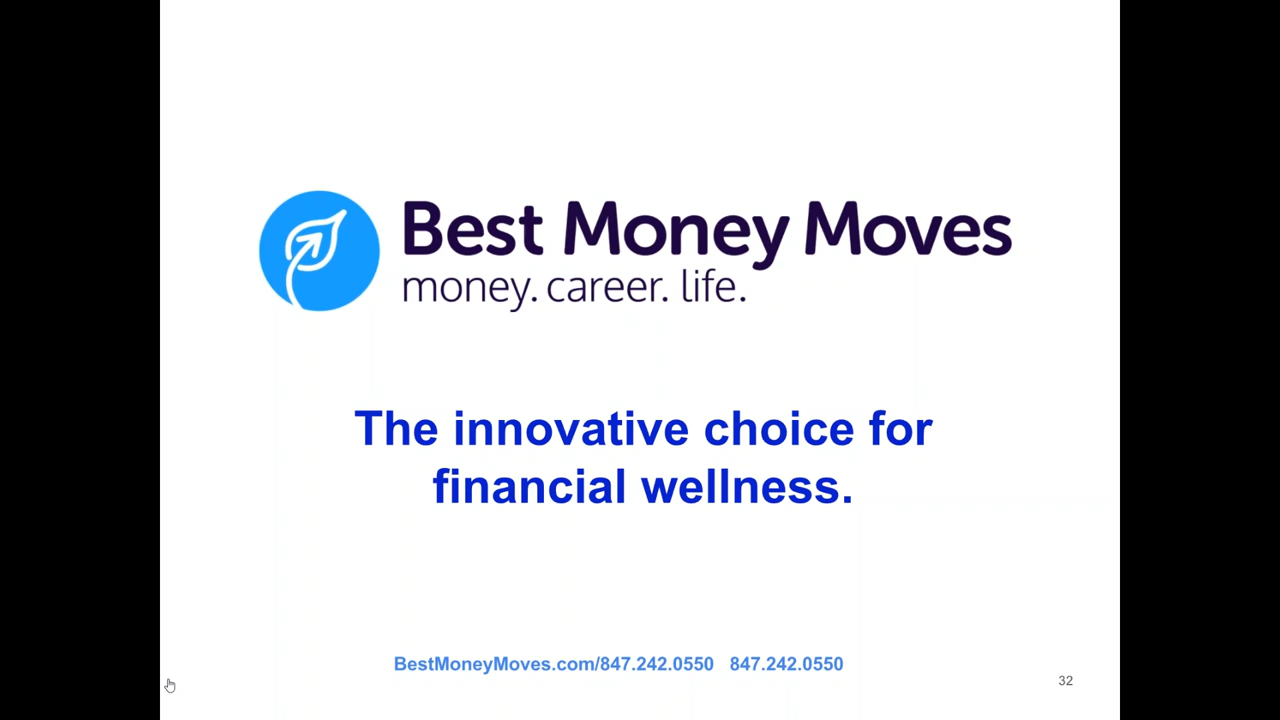 Best Money Moves
money. career. life.
The innovative choice for
financial wellness.
BestMoneyMoves.com/847.242.0550 847.242.0550
32